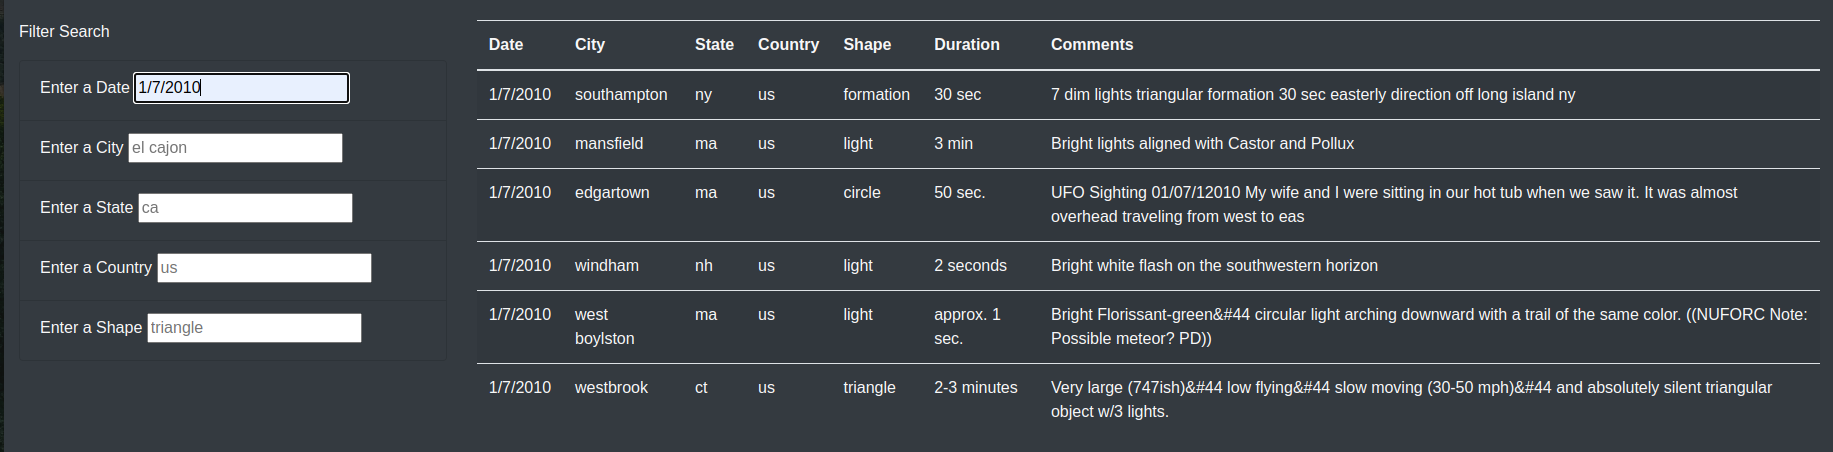 Filter Search
Enter a Date 1/7/2010
Enter a City el cajon
Enter a State ca
Enter a Country us
Enter a Shape triangle
Date City State Country Shape Duration Comments
1/7/2010 southampton ny us formation 30 sec 7 dim lights triangular formation 30 sec easterly direction off long island ny
1/7/2010 mansfield ma us light 3 min Bright lights aligned with Castor and Pollux
1/7/2010 edgartown ma us circle 50 sec. UFO Sighting 01/07/12010 My wife and I were sitting in our hot tub when we saw it. It was almost
overhead traveling from west to eas
1/7/2010 windham nh us light 2 seconds Bright white flash on the southwestern horizon
1/7/2010 west ma us light approx. 1 Bright Florissant-green&#44 circular light arching downward with a trail of the same color. ((NUFORC Note:
boylston sec. Possible meteor? PD))
1/7/2010 westbrook ct us triangle 2-3 minutes Very large (747ish)&#44 low flying&#44 slow moving (30-50 mph)&#44 and absolutely silent triangular
object w/3 lights.